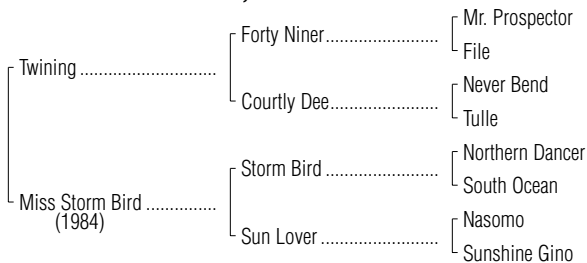 Mr. Prospector
Forty Niner
File
Twining
Never Bend
Courtly Dee
Tulle
Northern Dancer
Storm Bird
South Ocean
Miss Storm Bird
(1984)
Nasomo
Sun Lover
Sunshine Gino